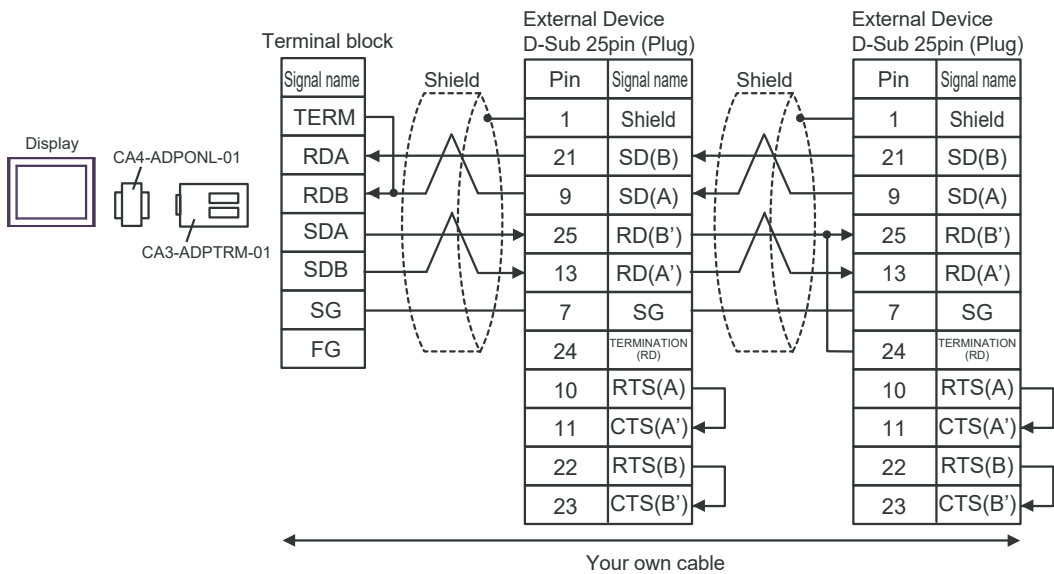 Display
CA4-ADPONL-01
CA3-ADPTRM-01
Terminal block
Signal name
TERM
RDA
RDB
SDA
SDB
SG
FG
Shield
External Device
D-Sub 25pin (Plug)
Pin Signal name
1 Shield
21 SD(B)
9 SD(A)
25 RD(B’)
13 RD(A’)
7 SG
24 TERMINATION
(RD)
10 RTS(A)
11 CTS(A’)
22 RTS(B)
23 CTS(B’)
Shield
External Device
D-Sub 25pin (Plug)
Pin Signal name
1 Shield
21 SD(B)
9 SD(A)
25 RD(B’)
13 RD(A’)
7 SG
24 TERMINATION
(RD)
10 RTS(A)
11 CTS(A’)
22 RTS(B)
23 CTS(B’)
Your own cable